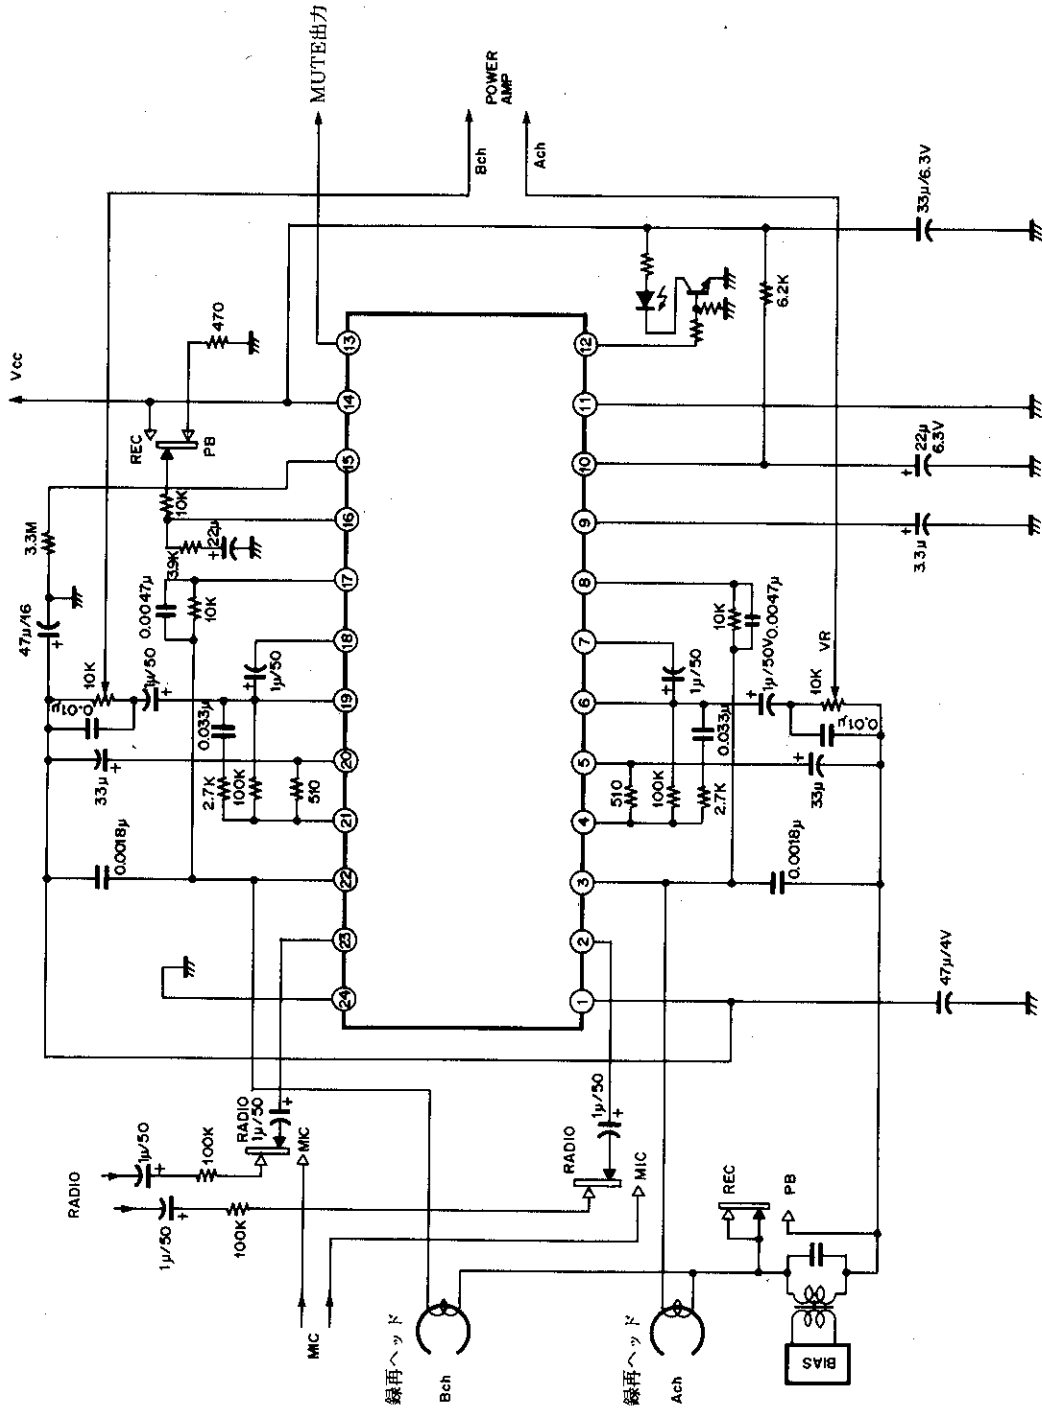 Vcc
MUTE出力
POWER
AMP
Bch
Ach
3.3M
REC
PB
470
47μ/16
10K
3.9K
22μ
+
0.0047μ
10K
10K
1μ/50
+
0.01μ
33μ
+
0.033μ
1μ/50
+
2.7K
100K
510
0.0018μ
24
23
22
21
20
19
18
17
16
15
14
13
1
2
3
4
5
6
7
8
9
10
11
12
6.2K
33μ/6.3V
22μ
6.3V
+
3.3μ
+
10K
0.0047μ
1μ/50
+
1μ/50V
+
VR
10K
0.01μ
0.033μ
33μ
+
510
100K
2.7K
0.0018μ
47μ/4V
RADIO
1μ/50
+
100K
RADIO
1μ/50
+
MIC
1μ/50
+
100K
RADIO
1μ/50
+
MIC
MIC
REC
PB
録再ヘッド
Bch
録再ヘッド
Ach
BIAS